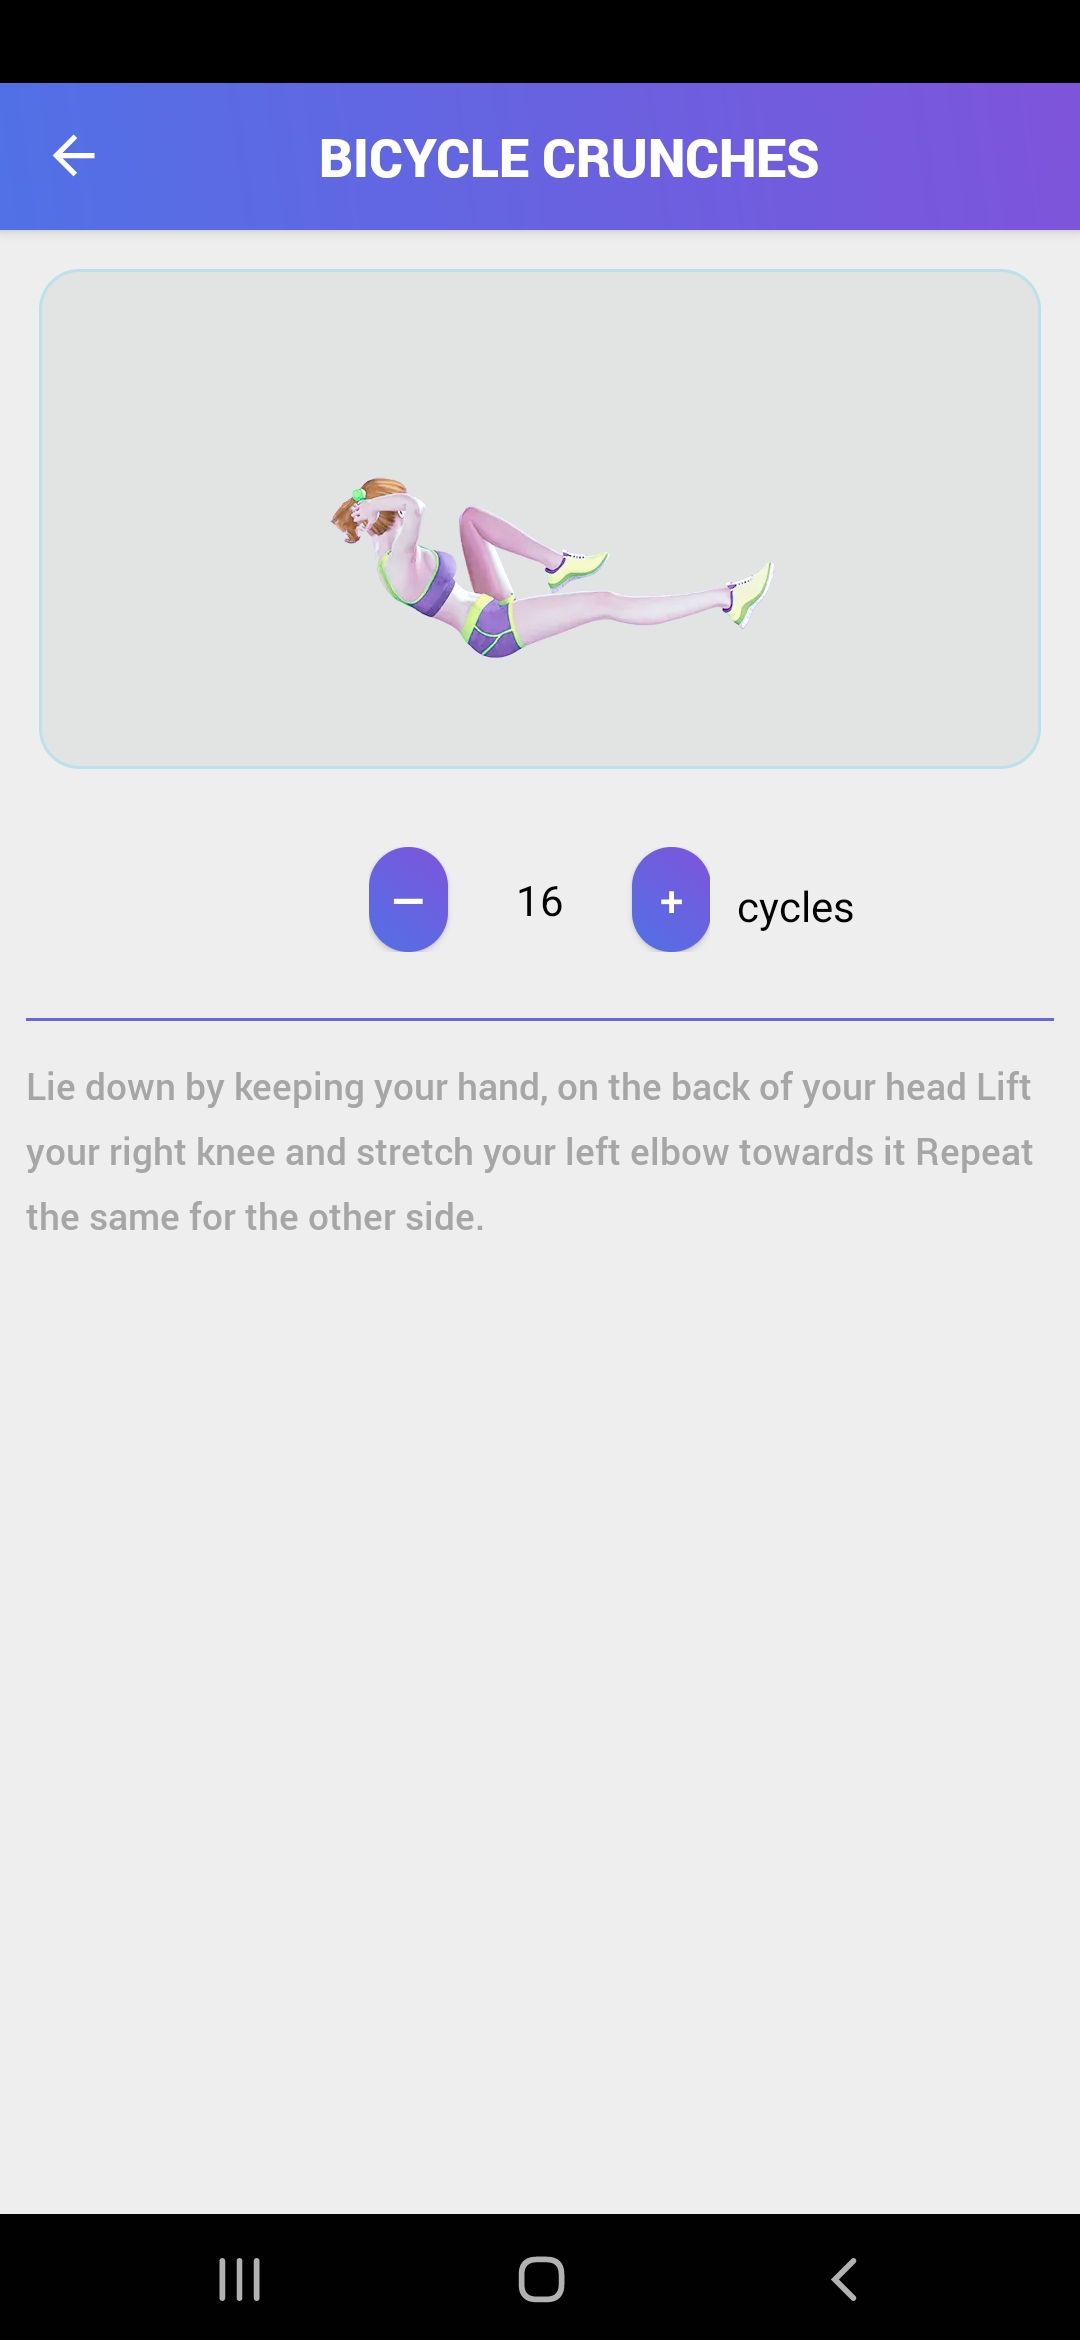 BICYCLE CRUNCHES
16 cycles
Lie down by keeping your hand, on the back of your head Lift
your right knee and stretch your left elbow towards it Repeat
the same for the other side.